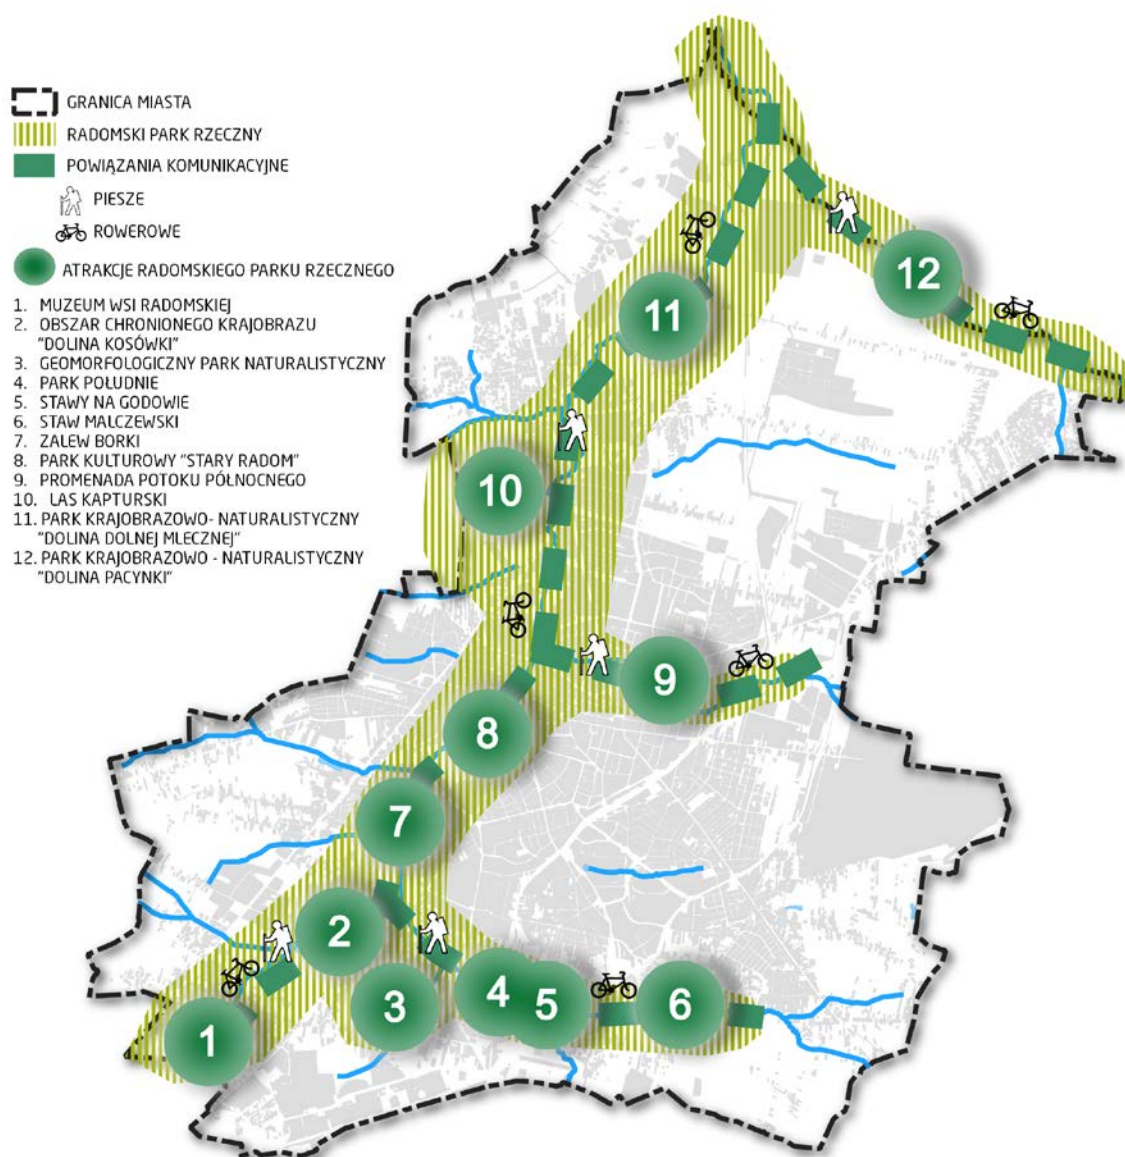 GRANICA MIASTA
RADOMSKI PARK RZECZNY
POWIĄZANIA KOMUNIKACYJNE
PIESZE
ROWEROWE
ATRAKCJE RADOMSKIEGO PARKU RZECZNEGO
1. MUZEUM WSI RADOMSKIEJ
2. OBSZAR CHRONIONEGO KRAJOBRAZU
"DOLINA KOSÓWKI"
3. GEOMORFOLOGICZNY PARK NATURALISTYCZNY
4. PARK POŁUDNIE
5. STAWY NA GODOWIE
6. STAW MALCZEWSKI
7. ZALEW BORKI
8. PARK KULTUROWY "STARY RADOM"
9. PROMENADA POTOKU PÓŁNOCNEGO
10. LAS KAPTURSKI
11. PARK KRAJOBRAZOWO- NATURALISTYCZNY
"DOLINA DOLNEJ MLECZNEJ"
12. PARK KRAJOBRAZOWO - NATURALISTYCZNY
"DOLINA PACYNKI"
12
11
10
9
8
7
2
3
4
5
6
1